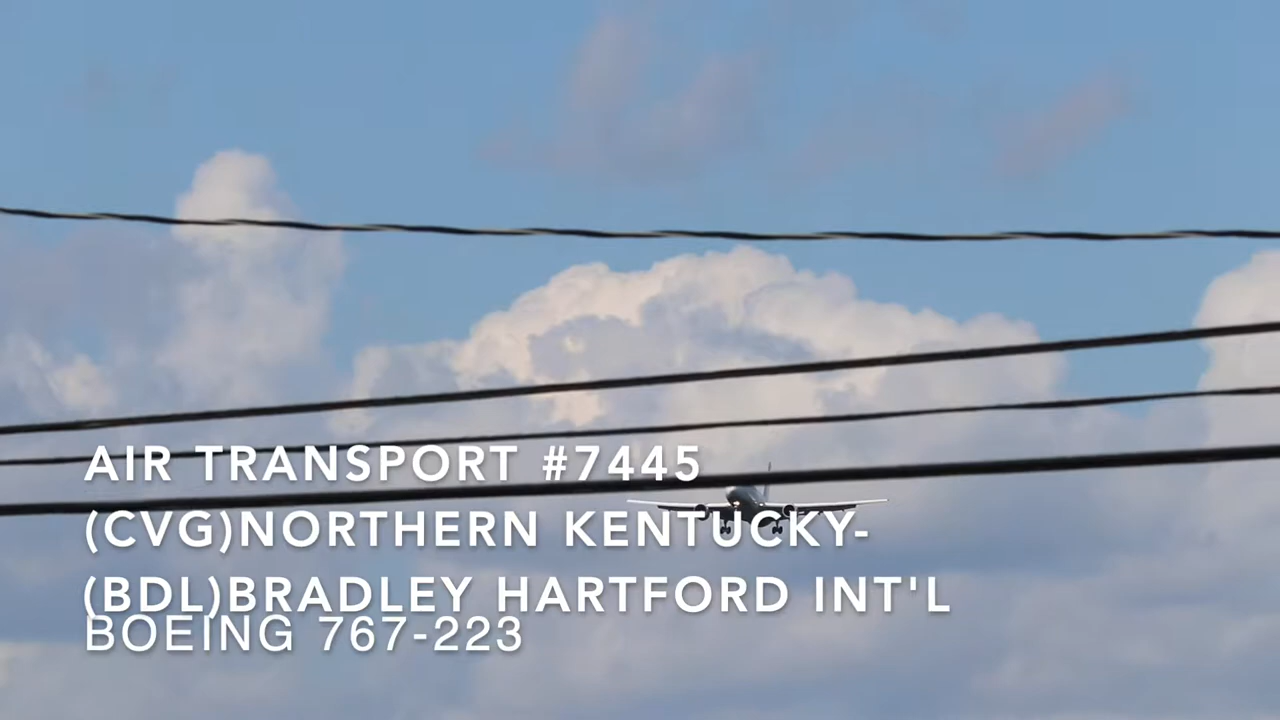 AIR TRANSPORT #7445
(CVG)NORTHERN KENTUCKY-
(BDL)BRADLEY HARTFORD INT'L
BOEING 767-223